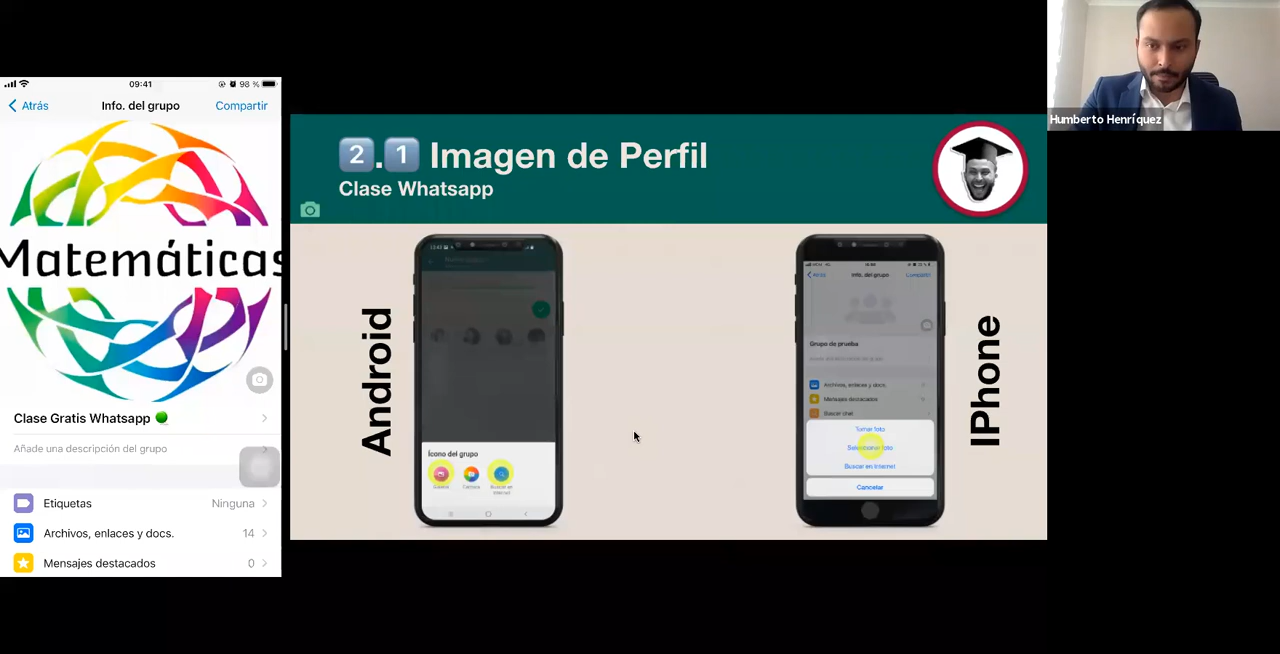 09:41
98 %
Atrás
Info. del grupo
Compartir
Matemáticas
Clase Gratis Whatsapp
Añade una descripción del grupo
Etiquetas
Ninguna
Archivos, enlaces y docs.
14
Mensajes destacados
0
2.1 Imagen de Perfil
Clase Whatsapp
Android
Ícono del grupo
Cámara
Buscar en
Internet
Atrás
Info. del grupo
Compartir
Grupo de prueba
Archivos, enlaces y docs.
Mensajes destacados
Buscar chat
Tomar foto
Seleccionar foto
Buscar en Internet
Cancelar
IPhone
Humberto Henríquez